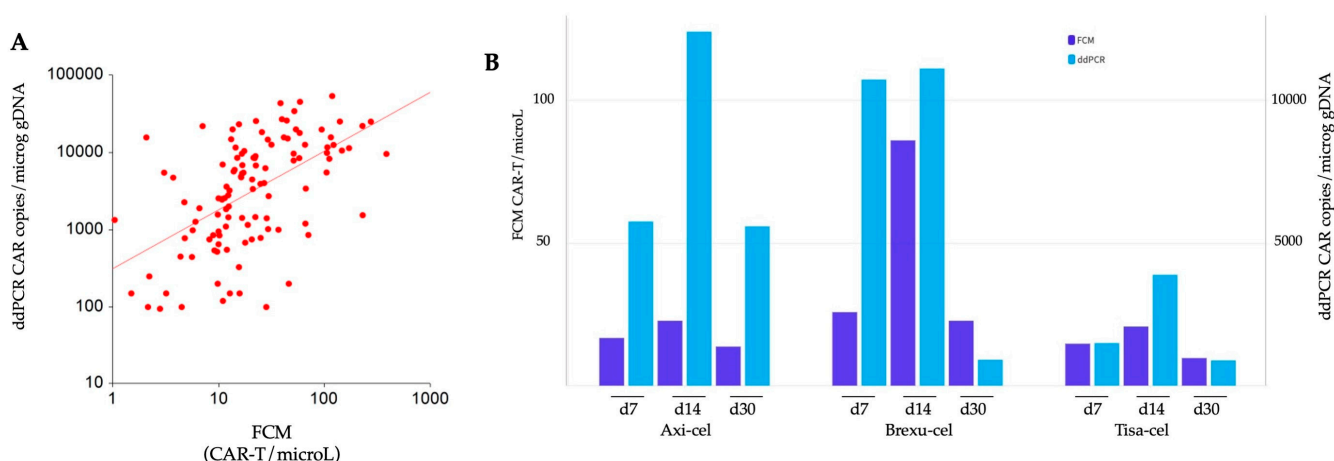 A
ddPCR CAR copies/microg gDNA
100000
10000
1000
100
10
1
10
100
1000
FCM
(CAR-T/microL)
B
FCM CAR-T/microL
100
50
FCM
ddPCR
10000
5000
ddPCR CAR copies/microg gDNA
d7
d14
d30
d7
d14
d30
d7
d14
d30
Axi-cel
Brexu-cel
Tisa-cel